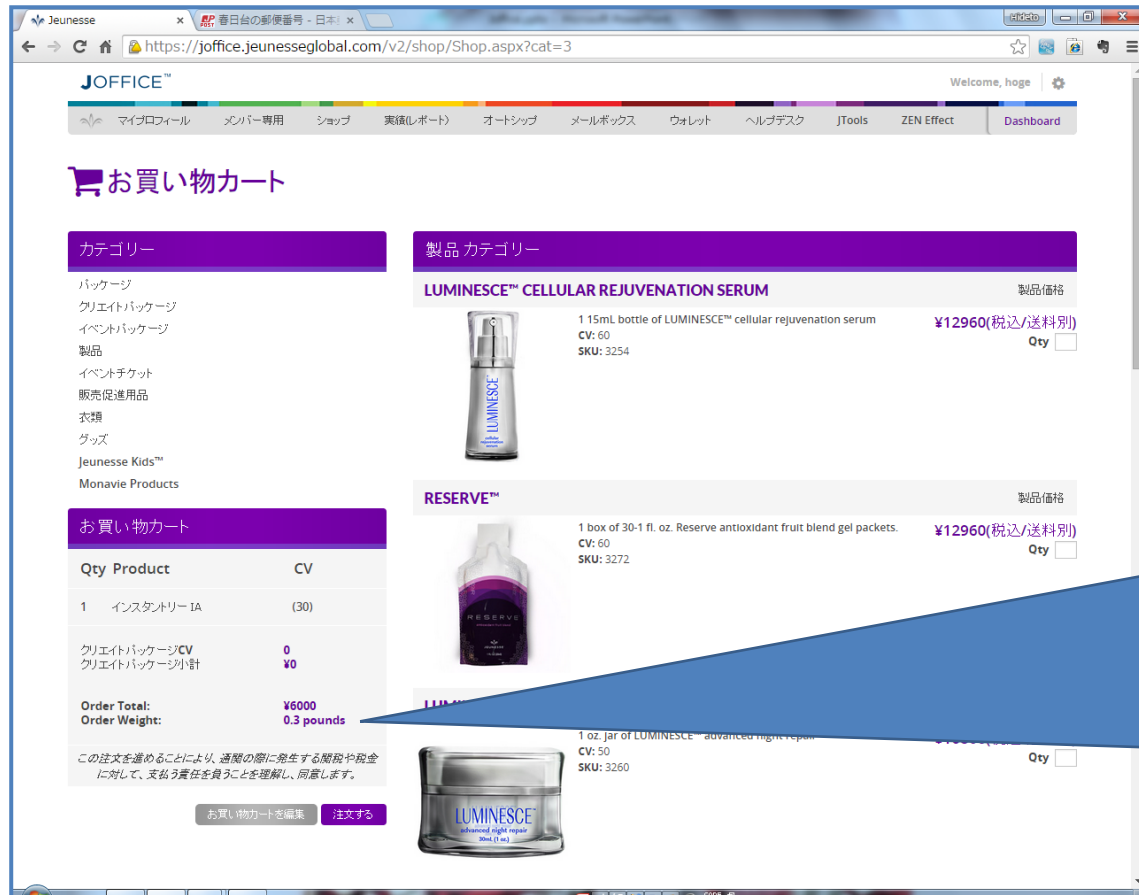 Jeunesse
春日台の郵便番号 - 日本
https://joffice.jeunesseglobal.com/v2/shop/Shop.aspx?cat=3
JOFFICE™
Welcome, hoge
マイプロフィール メンバー専用 ショップ 実績(レポート) オートシップ メールボックス ウォレット ヘルプデスク JTools ZEN Effect Dashboard
お買い物カート
カテゴリー
パッケージ
クリエイトパッケージ
イベントパッケージ
製品
イベントチケット
販売促進用品
衣類
グッズ
Jeunesse Kids™
Monavie Products
お買い物カート
Qty Product CV
1 インスタントリー IA (30)
クリエイトパッケージCV 0
クリエイトパッケージ小計 ¥0
Order Total: ¥6000
Order Weight: 0.3 pounds
この注文を進めることにより、通関の際に発生する関税や税金
に対して、支払う責任を負うことを理解し、同意します。
お買い物カートを編集 注文する
製品 カテゴリー
LUMINESCE™ CELLULAR REJUVENATION SERUM 製品価格
1 15mL bottle of LUMINESCE™ cellular rejuvenation serum ¥12960(税込/送料別)
CV: 60
Qty
SKU: 3254
LUMINESCE
cellular
rejuvenation
serum
RESERVE™ 製品価格
1 box of 30-1 fl. oz. Reserve antioxidant fruit blend gel packets. ¥12960(税込/送料別)
CV: 60
Qty
SKU: 3272
RESERVE
1 oz. jar of LUMINESCE™ advanced night repair
CV: 50
Qty
SKU: 3260
LUMINESCE
advanced night repair
30mL (1 oz.)